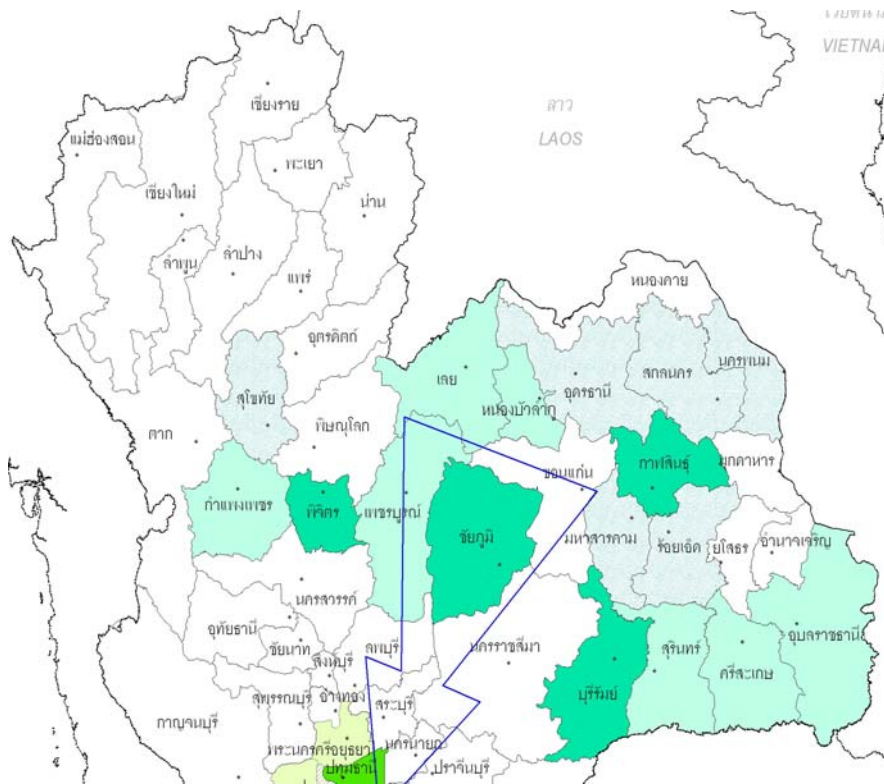 เวียดนาม
VIETNA
ลาว
LAOS
เชียงราย
แม่ฮ่องสอน
พะเยา
เชียงใหม่
น่าน
ลำปาง
ลำพูน
แพร่
หนองคาย
อุตรดิตถ์
นครพนม
สกลนคร
เลย
อุดรธานี
สุโขทัย
หนองบัวลำภู
พิษณุโลก
ตาก
ขอนแก่น
กาฬสินธุ์
มุกดาหาร
กำแพงเพชร
พิจิตร
เพชรบูรณ์
มหาสารคาม
ร้อยเอ็ด
ชัยภูมิ
ยโสธร
อำนาจเจริญ
นครสวรรค์
อุทัยธานี
อุบลราชธานี
ชัยนาท
ลพบุรี
นครราชสีมา
สุรินทร์
ศรีสะเกษ
สิงห์บุรี
บุรีรัมย์
อ่างทอง
สุพรรณบุรี
สระบุรี
กาญจนบุรี
นครนายก
พระนครศรีอยุธยา
ปราจีนบุรี
ปทุมธานี